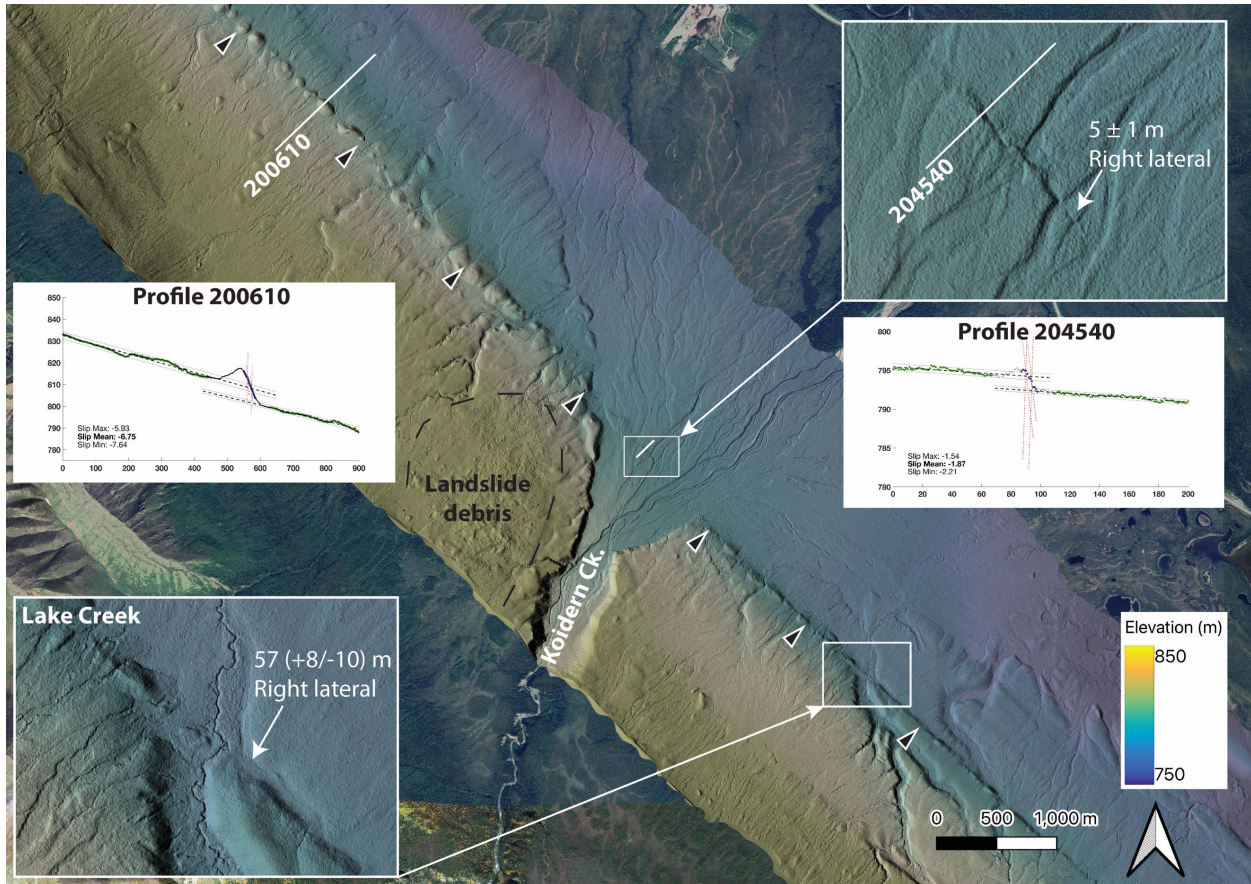 200610
204540
5 ± 1 m
Right lateral
Profile 200610
850
840
830
820
810
800
790
780
Slip Max: -5.93
Slip Mean: -6.75
Slip Min: -7.64
0 100 200 300 400 500 600 700 800 900
Profile 204540
800
795
790
785
780
Slip Max: -1.54
Slip Mean: -1.87
Slip Min: -2.21
0 20 40 60 80 100 120 140 160 180 200
Landslide
debris
Koidern Ck.
Lake Creek
57 (+8/-10) m
Right lateral
Elevation (m)
850
750
0 500 1,000 m